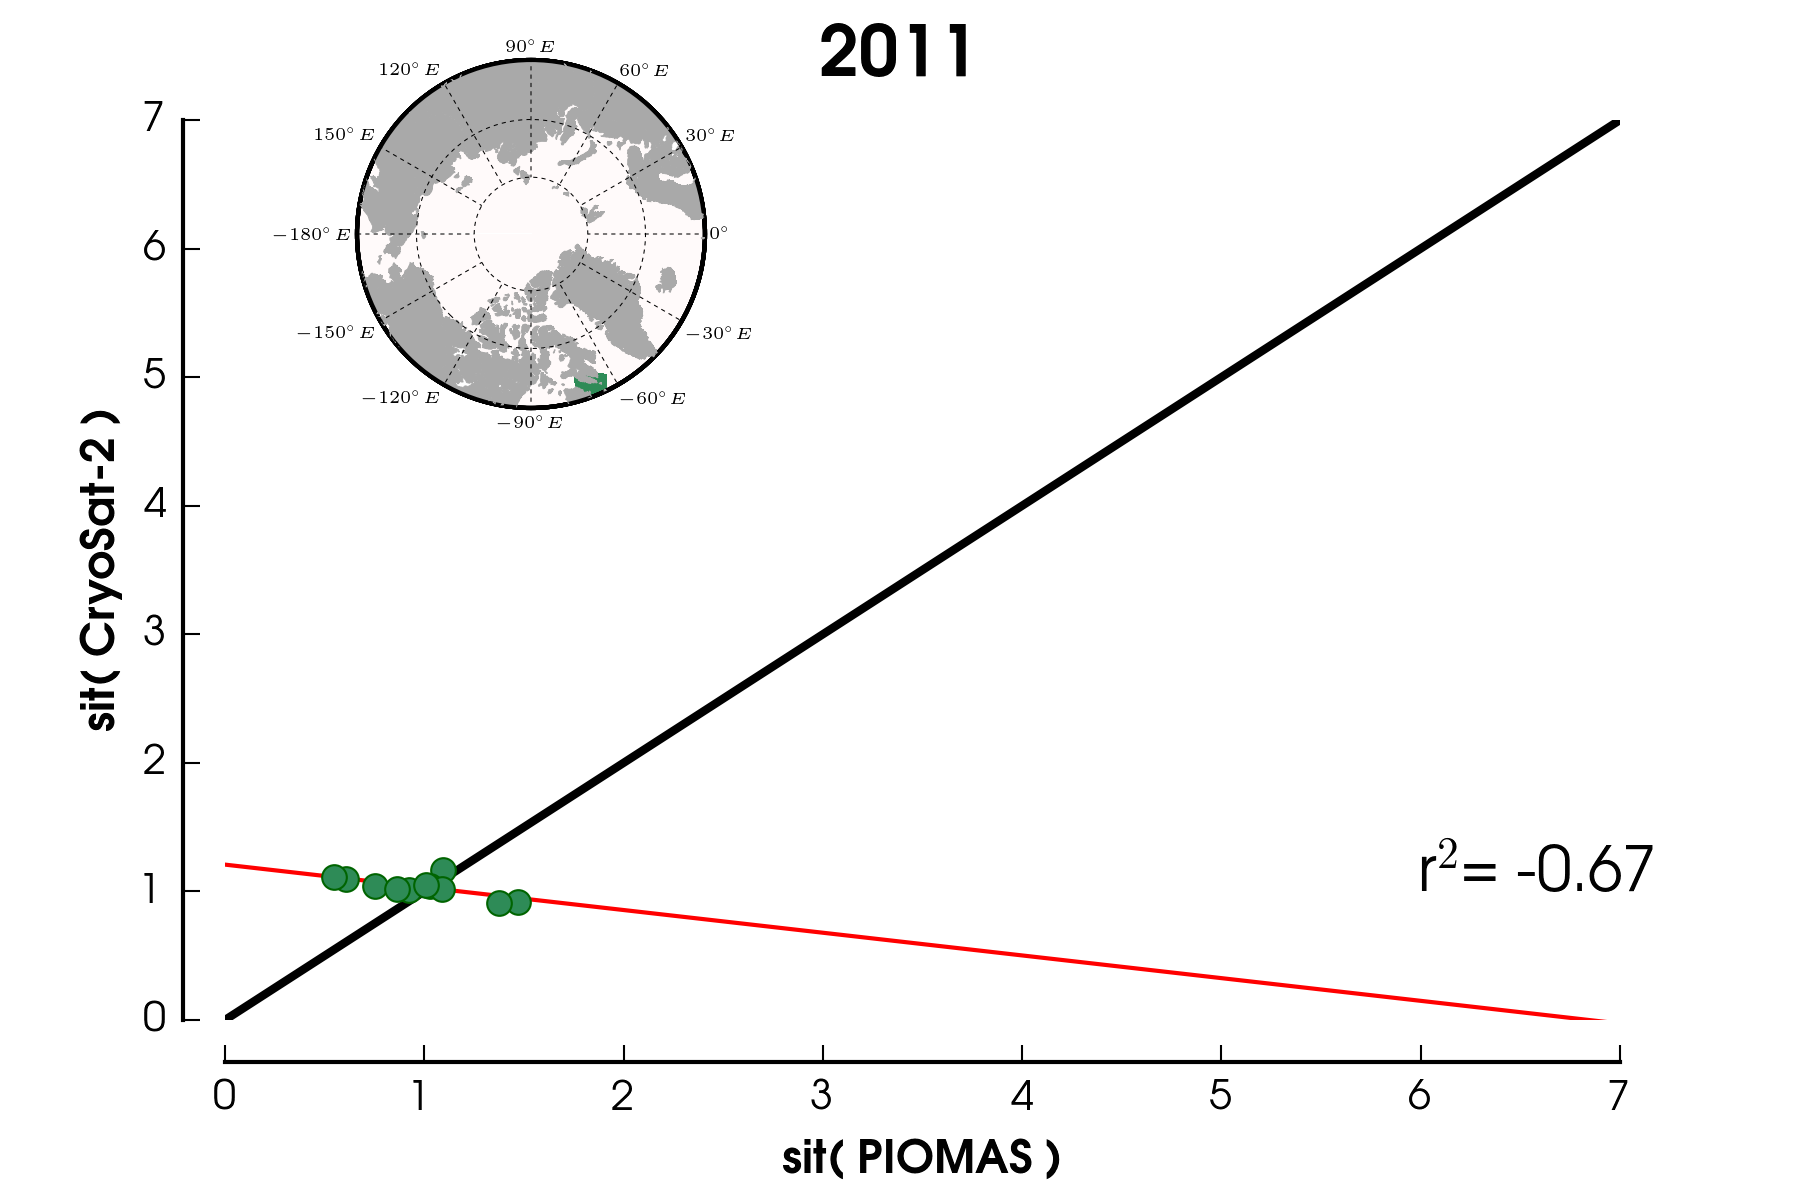 2011
90° E
120° E
60° E
150° E
30° E
−180° E
0°
−150° E
−30° E
−120° E
−60° E
−90° E
7
6
5
4
3
2
1
0
sit( CryoSat-2 )
r²= -0.67
0 1 2 3 4 5 6 7
sit( PIOMAS )